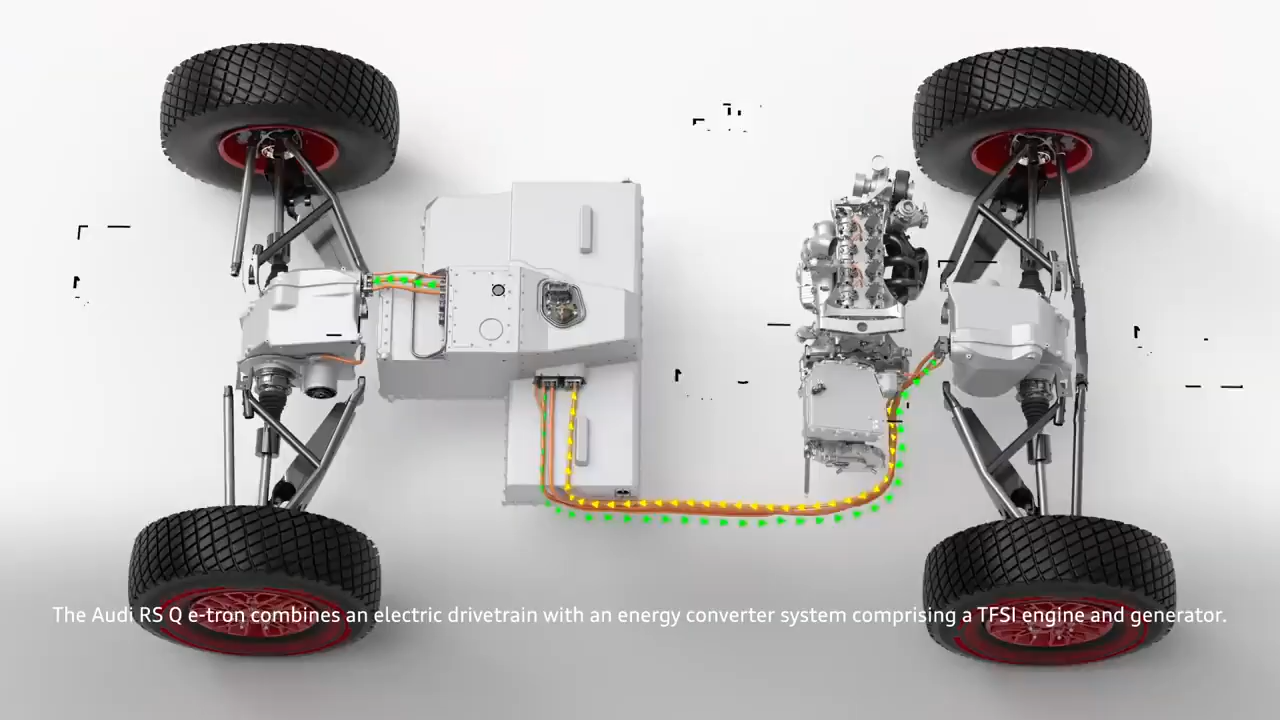 The Audi RS Q e-tron combines an electric drivetrain with an energy converter system comprising a TFSI engine and generator.